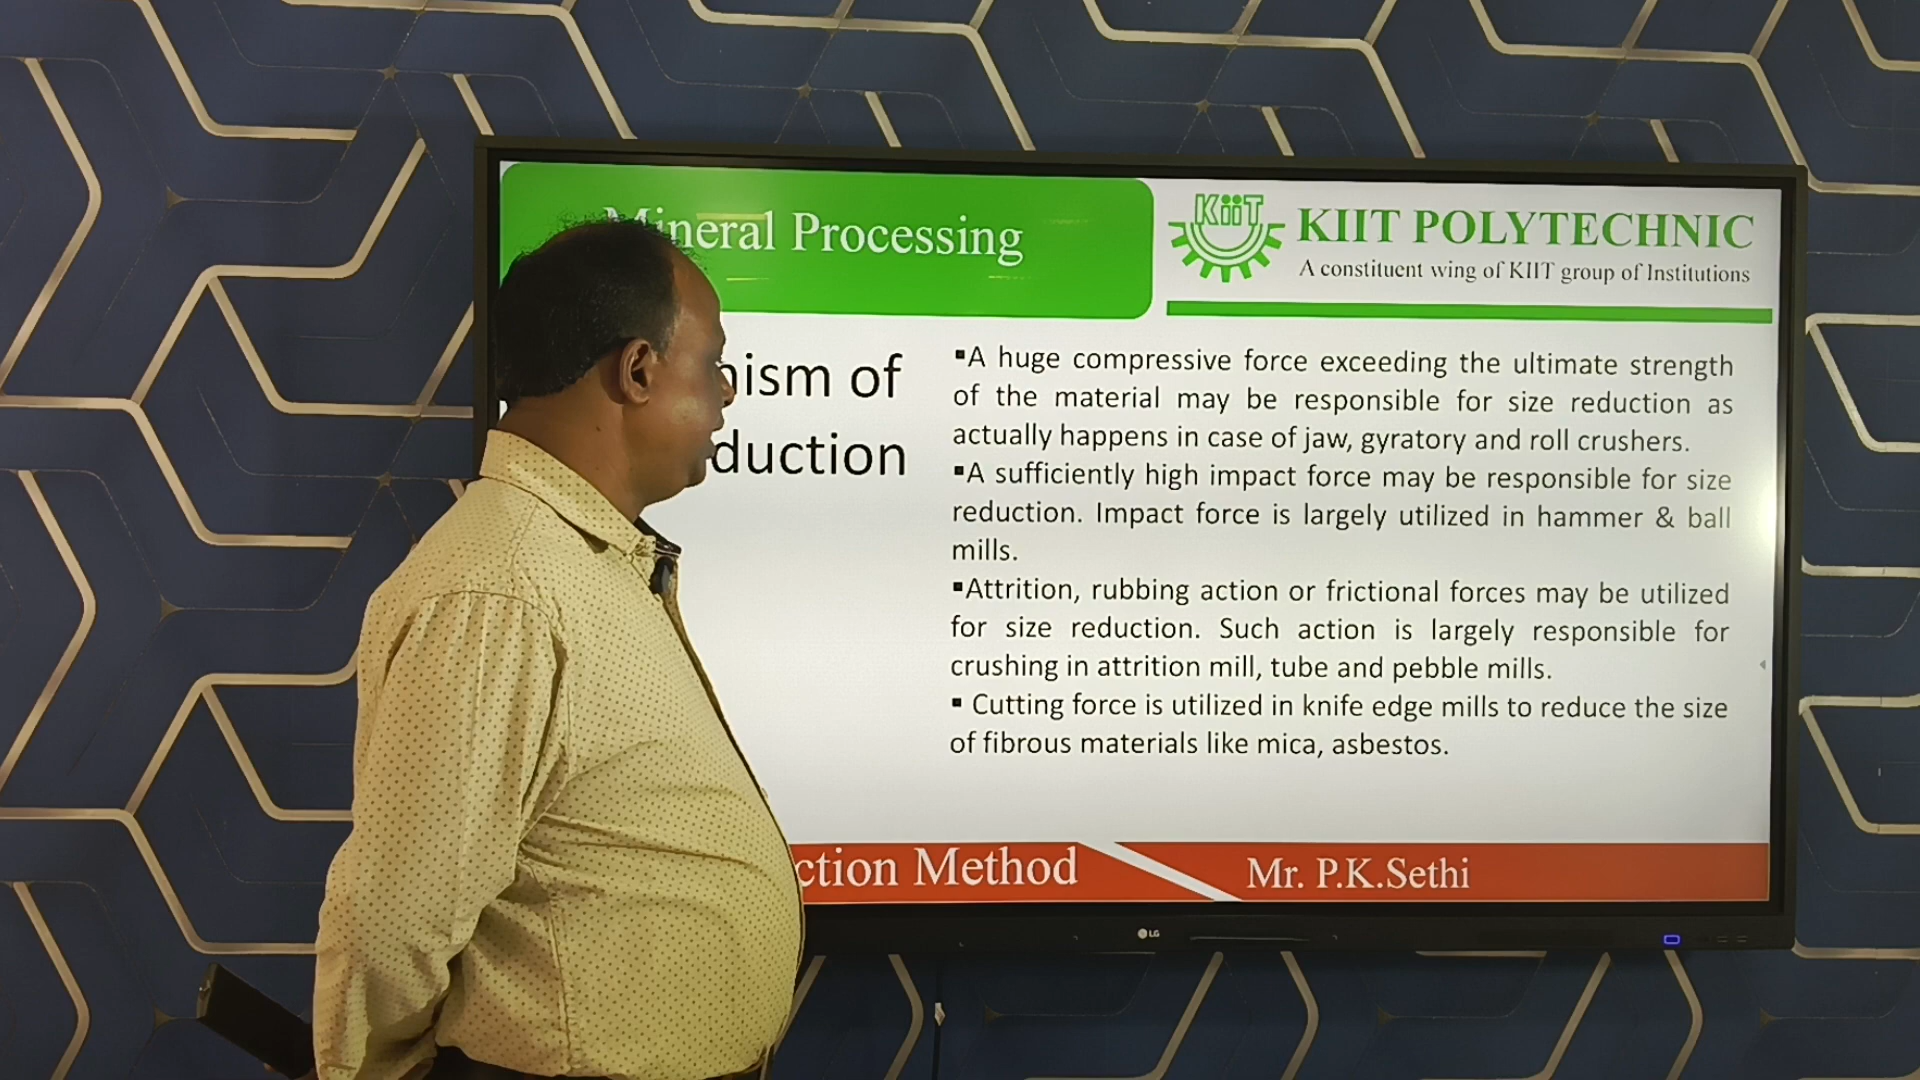 Mineral Processing
KiiT
KIIT POLYTECHNIC
A constituent wing of KIIT group of Institutions
nism of
duction
▪A huge compressive force exceeding the ultimate strength
of the material may be responsible for size reduction as
actually happens in case of jaw, gyratory and roll crushers.
▪A sufficiently high impact force may be responsible for size
reduction. Impact force is largely utilized in hammer & ball
mills.
▪Attrition, rubbing action or frictional forces may be utilized
for size reduction. Such action is largely responsible for
crushing in attrition mill, tube and pebble mills.
▪ Cutting force is utilized in knife edge mills to reduce the size
of fibrous materials like mica, asbestos.
ction Method
Mr. P.K.Sethi
LG